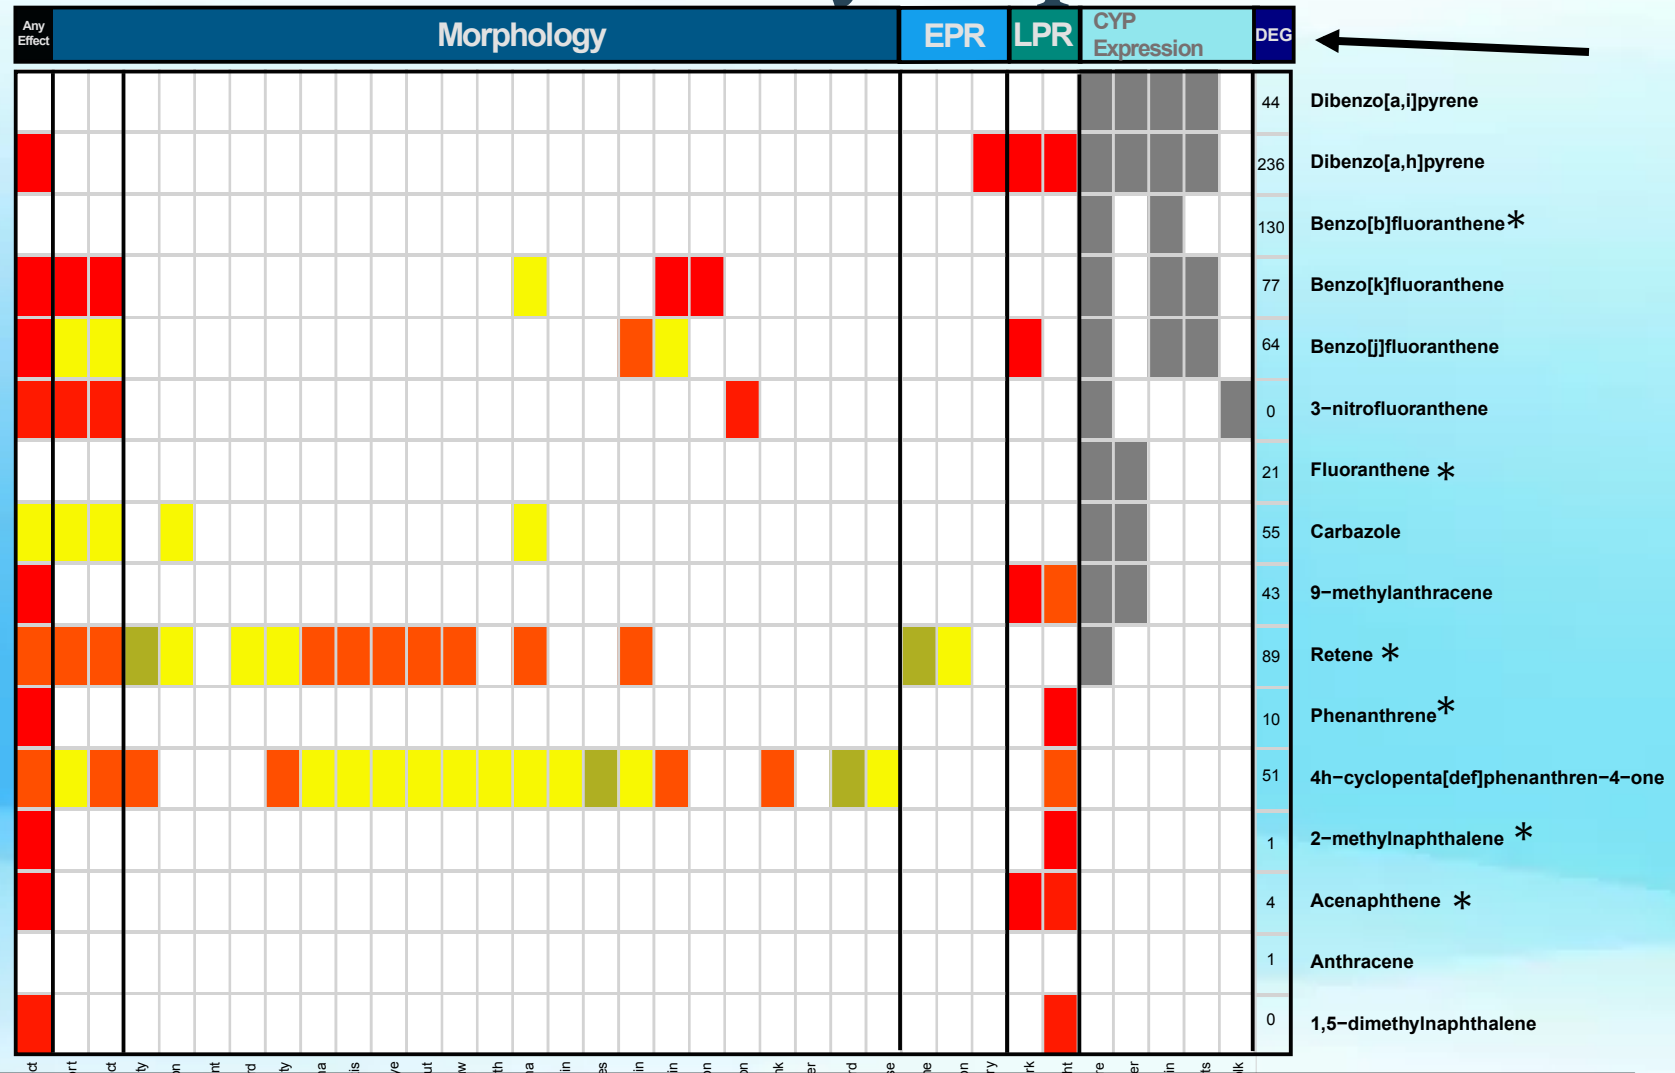 Any
Effect
Morphology
EPR
LPR
CYP
Expression
DEG
44 Dibenzo[a,i]pyrene
236 Dibenzo[a,h]pyrene
130 Benzo[b]fluoranthene*
77 Benzo[k]fluoranthene
64 Benzo[j]fluoranthene
0 3−nitrofluoranthene
21 Fluoranthene *
55 Carbazole
43 9−methylanthracene
89 Retene *
10 Phenanthrene*
51 4h−cyclopenta[def]phenanthren−4−one
1 2−methylnaphthalene *
4 Acenaphthene *
1 Anthracene
0 1,5−dimethylnaphthalene